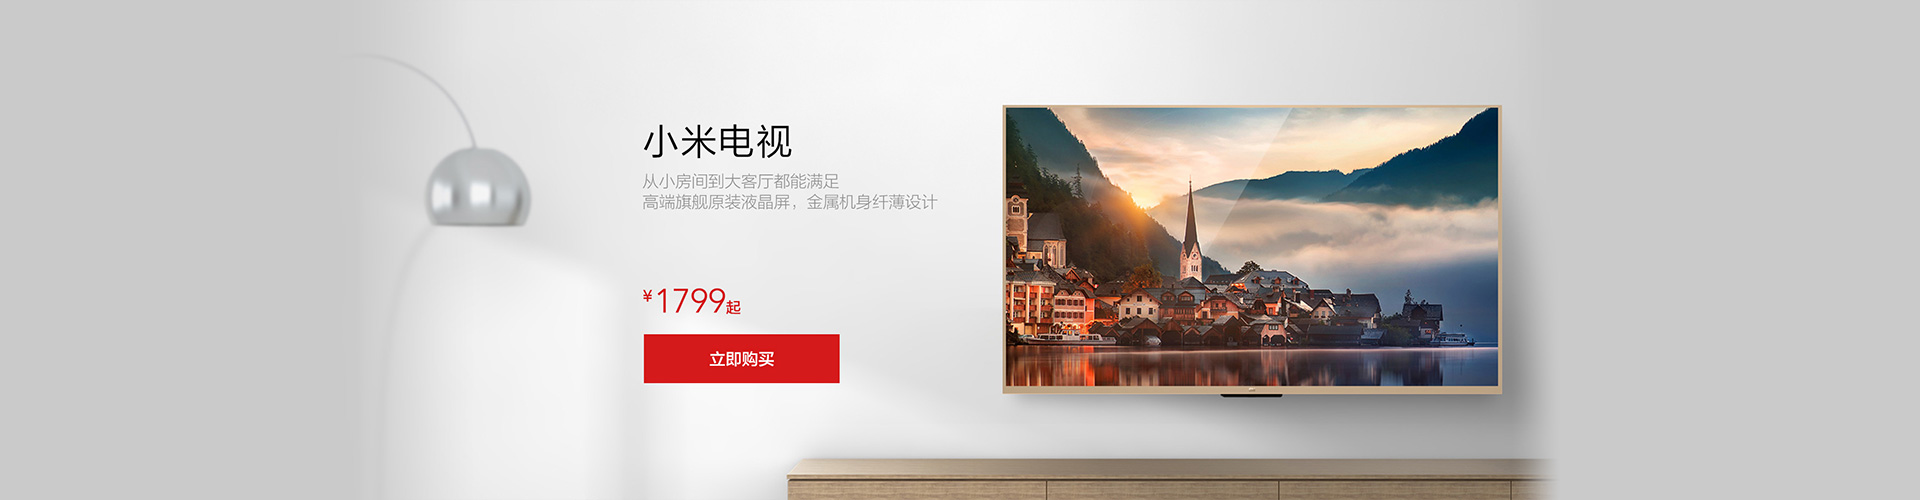 小米电视
从小房间到大客厅都能满足
高端旗舰原装液晶屏，金属机身纤薄设计
¥1799起
立即购买